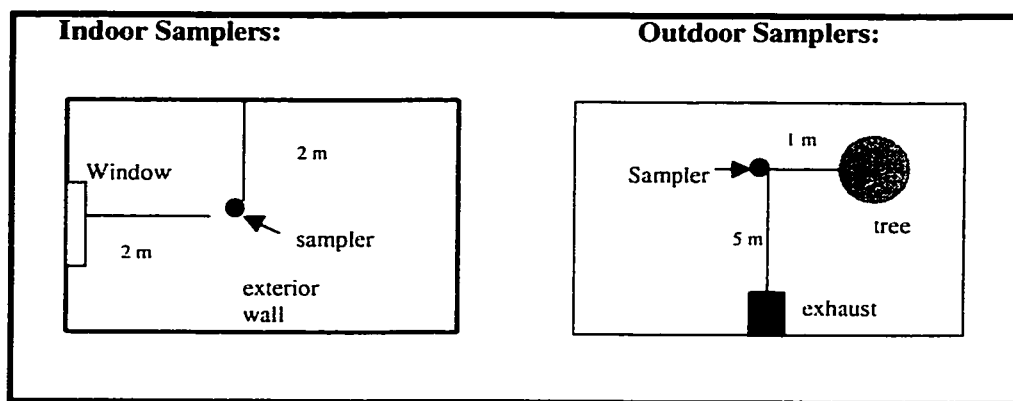 Indoor Samplers:
Window
2 m
2 m
sampler
exterior
wall
Outdoor Samplers:
1 m
Sampler
tree
5 m
exhaust